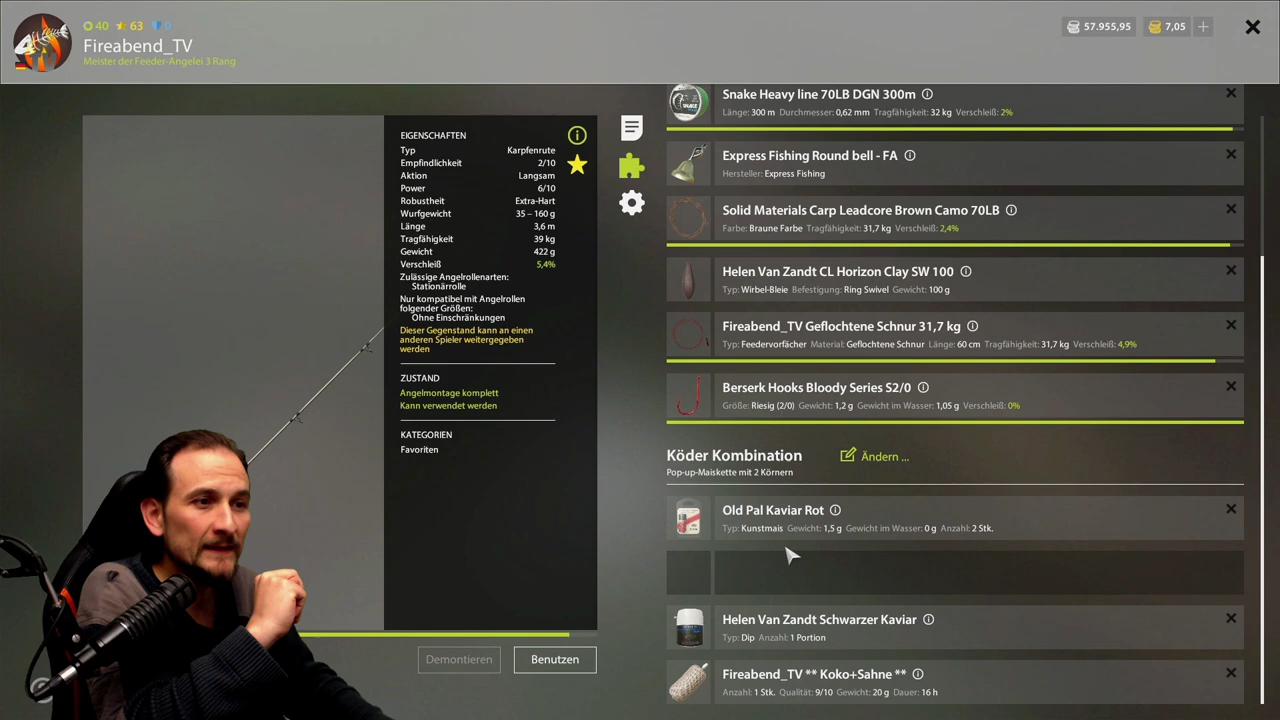 40 63 0
Fireabend_TV
Meister der Feeder-Angelei 3 Rang
57.955,95
7,05
EIGENSCHAFTEN
Typ Karpfenrute
Empfindlichkeit 2/10
Aktion Langsam
Power 6/10
Robustheit Extra-Hart
Wurfgewicht 35 – 160 g
Länge 3,6 m
Tragfähigkeit 39 kg
Gewicht 422 g
Verschleiß 5,4%
Zulässige Angelrollenarten:
Stationärrolle
Nur kompatibel mit Angelrollen
folgender Größen:
Ohne Einschränkungen
Dieser Gegenstand kann an einen
anderen Spieler weitergegeben
werden
ZUSTAND
Angelmontage komplett
Kann verwendet werden
KATEGORIEN
Favoriten
Demontieren
Benutzen
Snake Heavy line 70LB DGN 300m
Länge: 300 m Durchmesser: 0,62 mm Tragfähigkeit: 32 kg Verschleiß: 2%
Express Fishing Round bell - FA
Hersteller: Express Fishing
Solid Materials Carp Leadcore Brown Camo 70LB
Farbe: Braune Farbe Tragfähigkeit: 31,7 kg Verschleiß: 2,4%
Helen Van Zandt CL Horizon Clay SW 100
Typ: Wirbel-Bleie Befestigung: Ring Swivel Gewicht: 100 g
Fireabend_TV Geflochtene Schnur 31,7 kg
Typ: Feedervorfächer Material: Geflochtene Schnur Länge: 60 cm Tragfähigkeit: 31,7 kg Verschleiß: 4,9%
Berserk Hooks Bloody Series S2/0
Größe: Riesig (2/0) Gewicht: 1,2 g Gewicht im Wasser: 1,05 g Verschleiß: 0%
Köder Kombination
Ändern ...
Pop-up-Maiskette mit 2 Körnern
Old Pal Kaviar Rot
Typ: Kunstmais Gewicht: 1,5 g Gewicht im Wasser: 0 g Anzahl: 2 Stk.
Helen Van Zandt Schwarzer Kaviar
Typ: Dip Anzahl: 1 Portion
Fireabend_TV ** Koko+Sahne **
Anzahl: 1 Stk. Qualität: 9/10 Gewicht: 20 g Dauer: 16 h